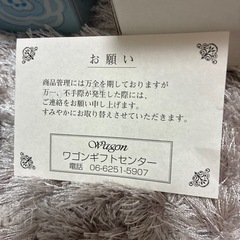 お願い
商品管理には万全を期しておりますが
万一、不手際が発生した際には、
ご連絡をお願い申し上げます。
すみやかにお取替えさせていただきます。
Wagon
ワゴンギフトセンター
電話 06-6251-5907